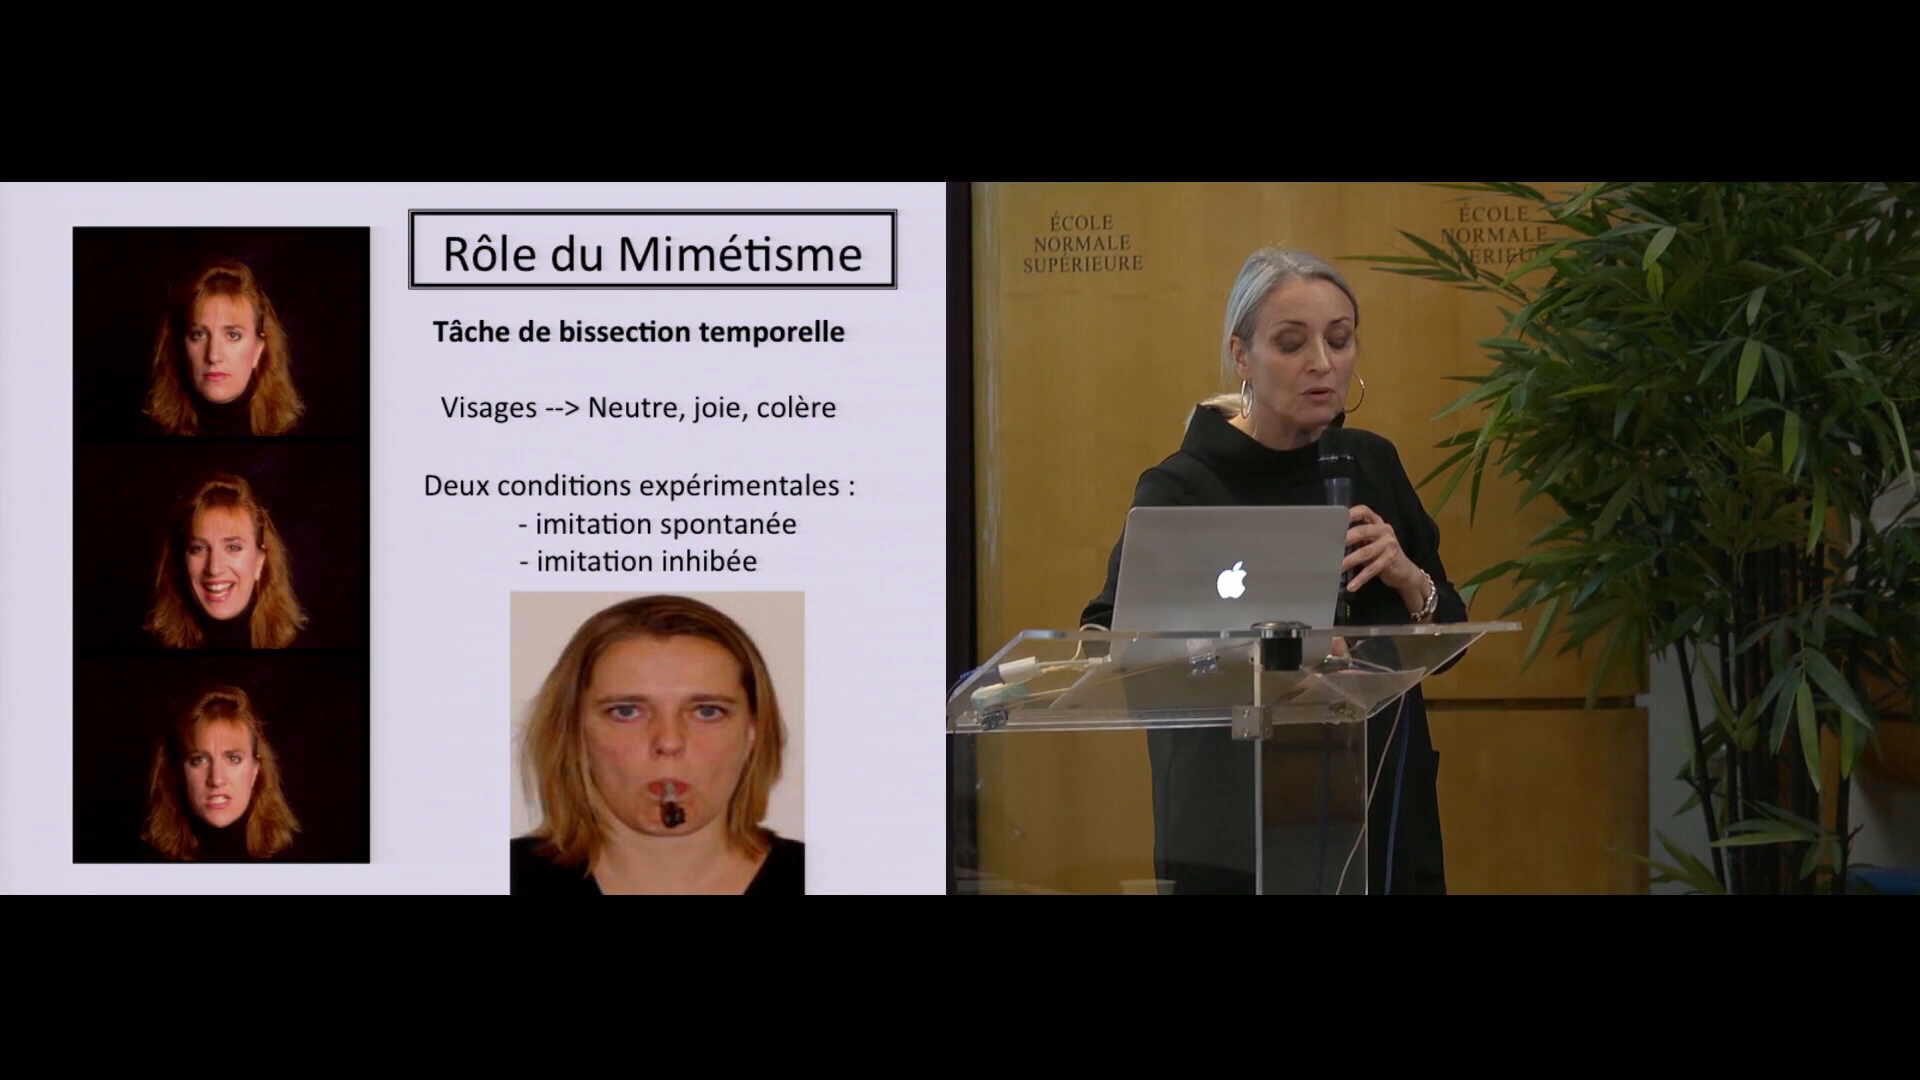 Rôle du Mimétisme
Tâche de bissection temporelle
Visages --> Neutre, joie, colère
Deux conditions expérimentales :
- imitation spontanée
- imitation inhibée
ÉCOLE
NORMALE
SUPÉRIEURE
ÉCOLE
NORMALE